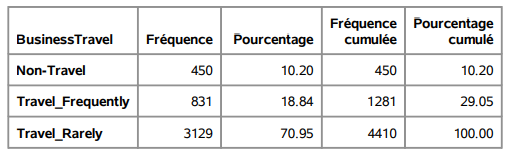 BusinessTravel Fréquence Pourcentage Fréquence cumulée Pourcentage cumulé
Non-Travel 450 10.20 450 10.20
Travel_Frequently 831 18.84 1281 29.05
Travel_Rarely 3129 70.95 4410 100.00